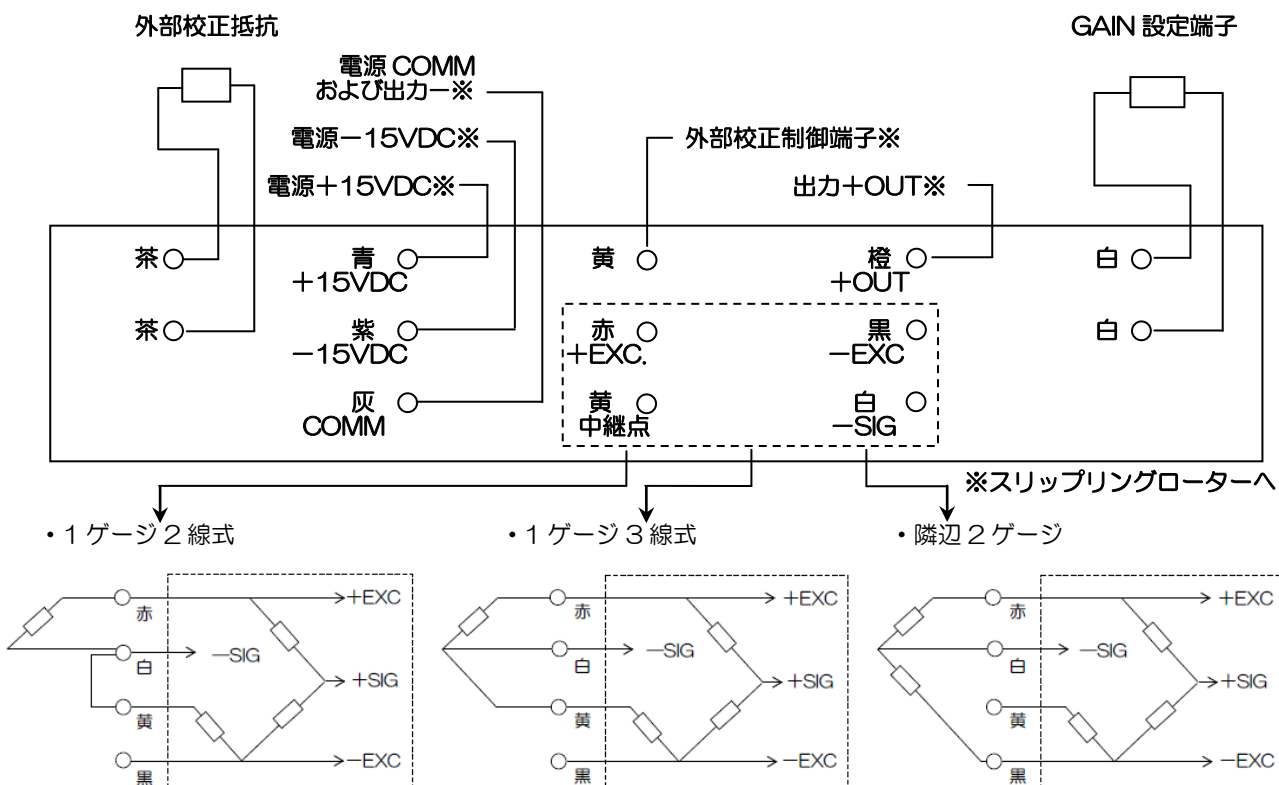 外部校正抵抗
GAIN 設定端子
電源 COMM
および出力ー※
電源ー15VDC※
外部校正制御端子※
電源＋15VDC※
出力＋OUT※
茶
青
＋15VDC
黄
橙
＋OUT
白
茶
紫
－15VDC
赤
＋EXC.
黒
－EXC
白
灰
COMM
黄
中継点
白
－SIG
※スリップリングローターへ
・１ゲージ２線式
・１ゲージ３線式
・隣辺２ゲージ
赤
＋EXC
白
－SIG
＋SIG
黄
黒
－EXC
赤
＋EXC
白
－SIG
＋SIG
黄
黒
－EXC
赤
＋EXC
白
－SIG
＋SIG
黄
黒
－EXC